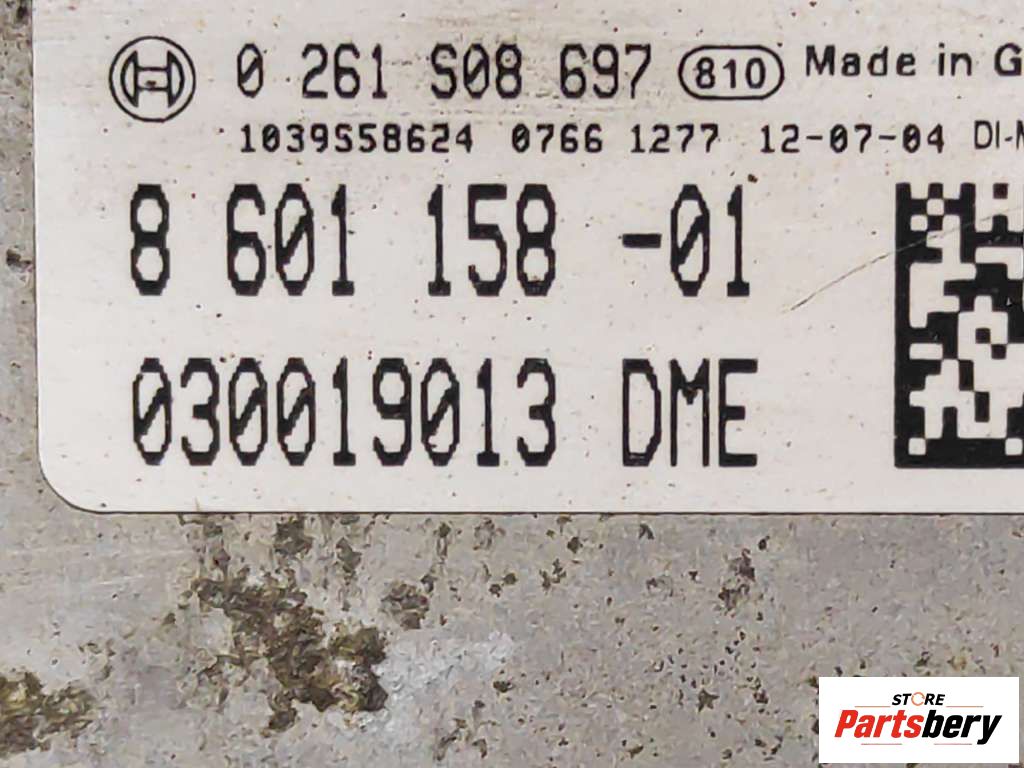 0 261 S08 697 810 Made in G
1039S58624 0766 1277 12-07-04 DI-M
8 601 158 -01
030019013 DME
STORE
Partsbery